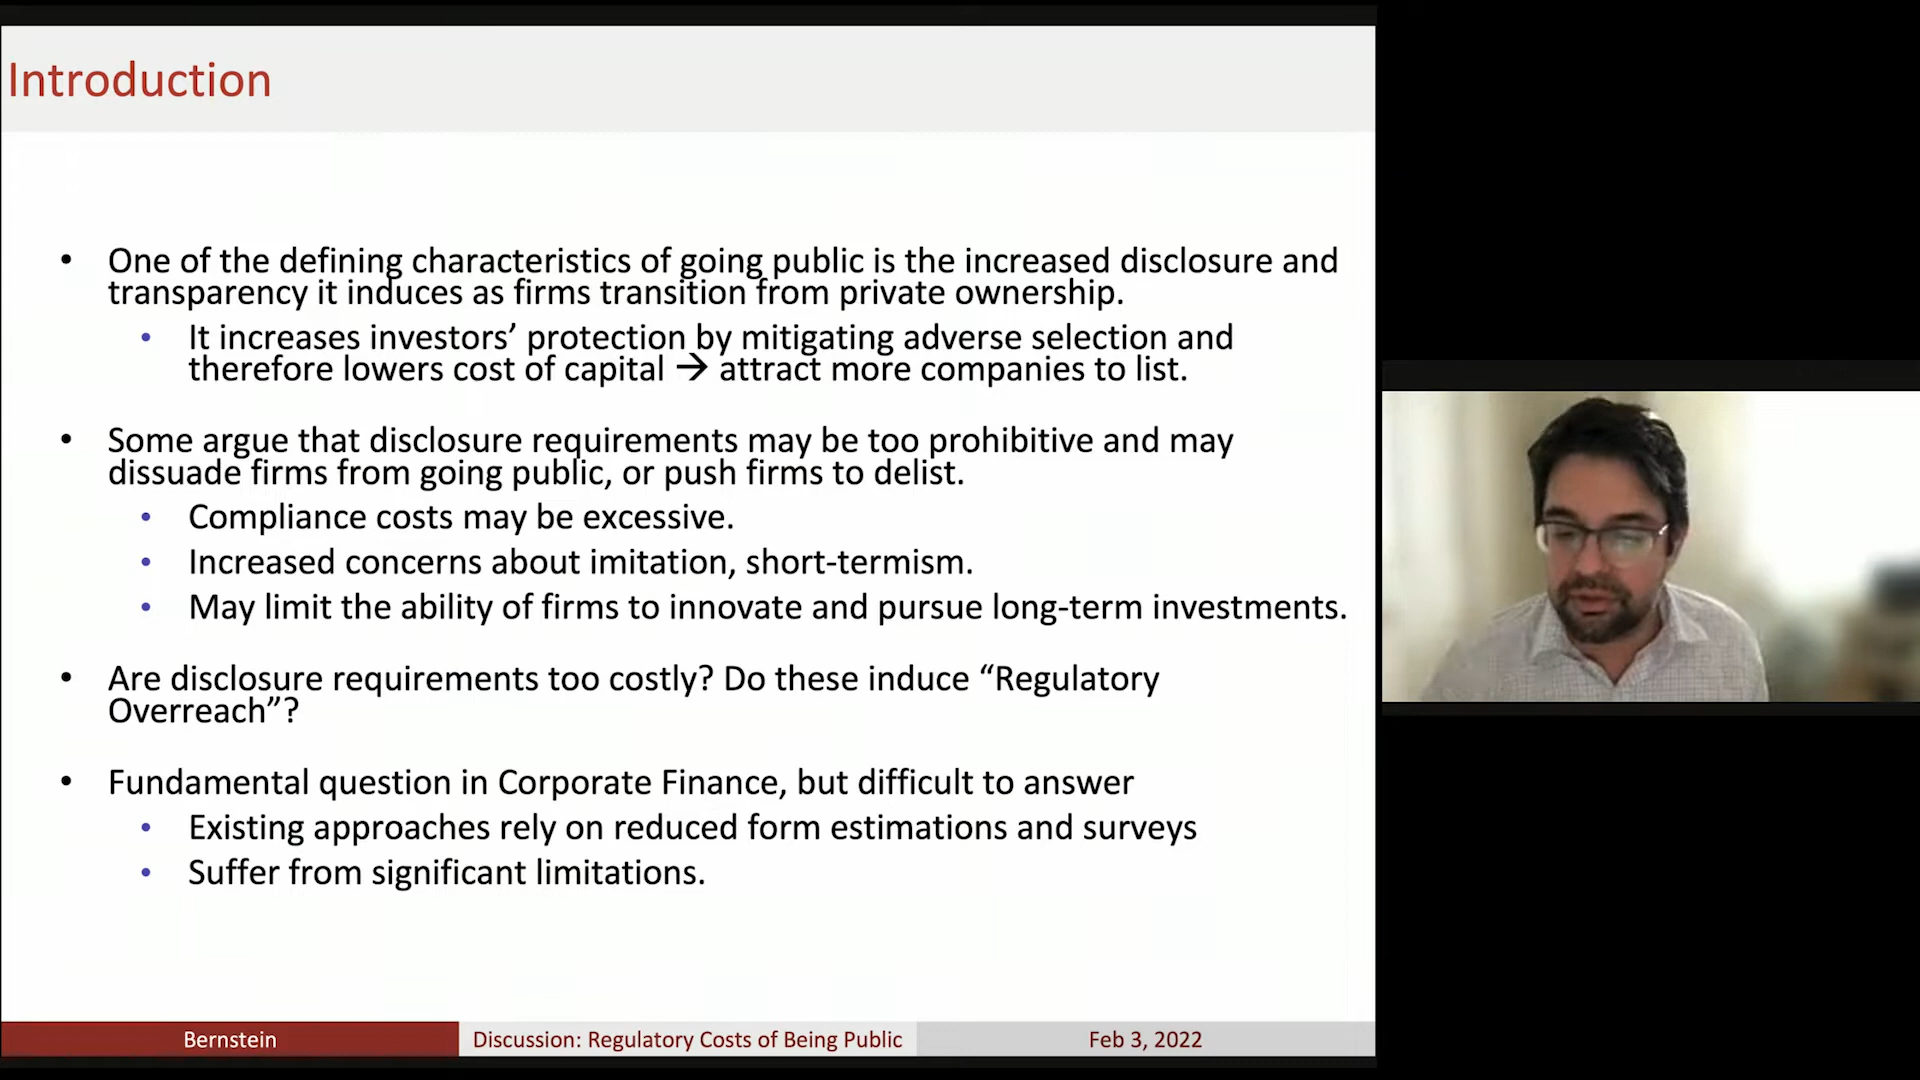 Introduction
• One of the defining characteristics of going public is the increased disclosure and
transparency it induces as firms transition from private ownership.
• It increases investors’ protection by mitigating adverse selection and
therefore lowers cost of capital → attract more companies to list.
• Some argue that disclosure requirements may be too prohibitive and may
dissuade firms from going public, or push firms to delist.
• Compliance costs may be excessive.
• Increased concerns about imitation, short-termism.
• May limit the ability of firms to innovate and pursue long-term investments.
• Are disclosure requirements too costly? Do these induce “Regulatory
Overreach”?
• Fundamental question in Corporate Finance, but difficult to answer
• Existing approaches rely on reduced form estimations and surveys
• Suffer from significant limitations.
Bernstein
Discussion: Regulatory Costs of Being Public
Feb 3, 2022